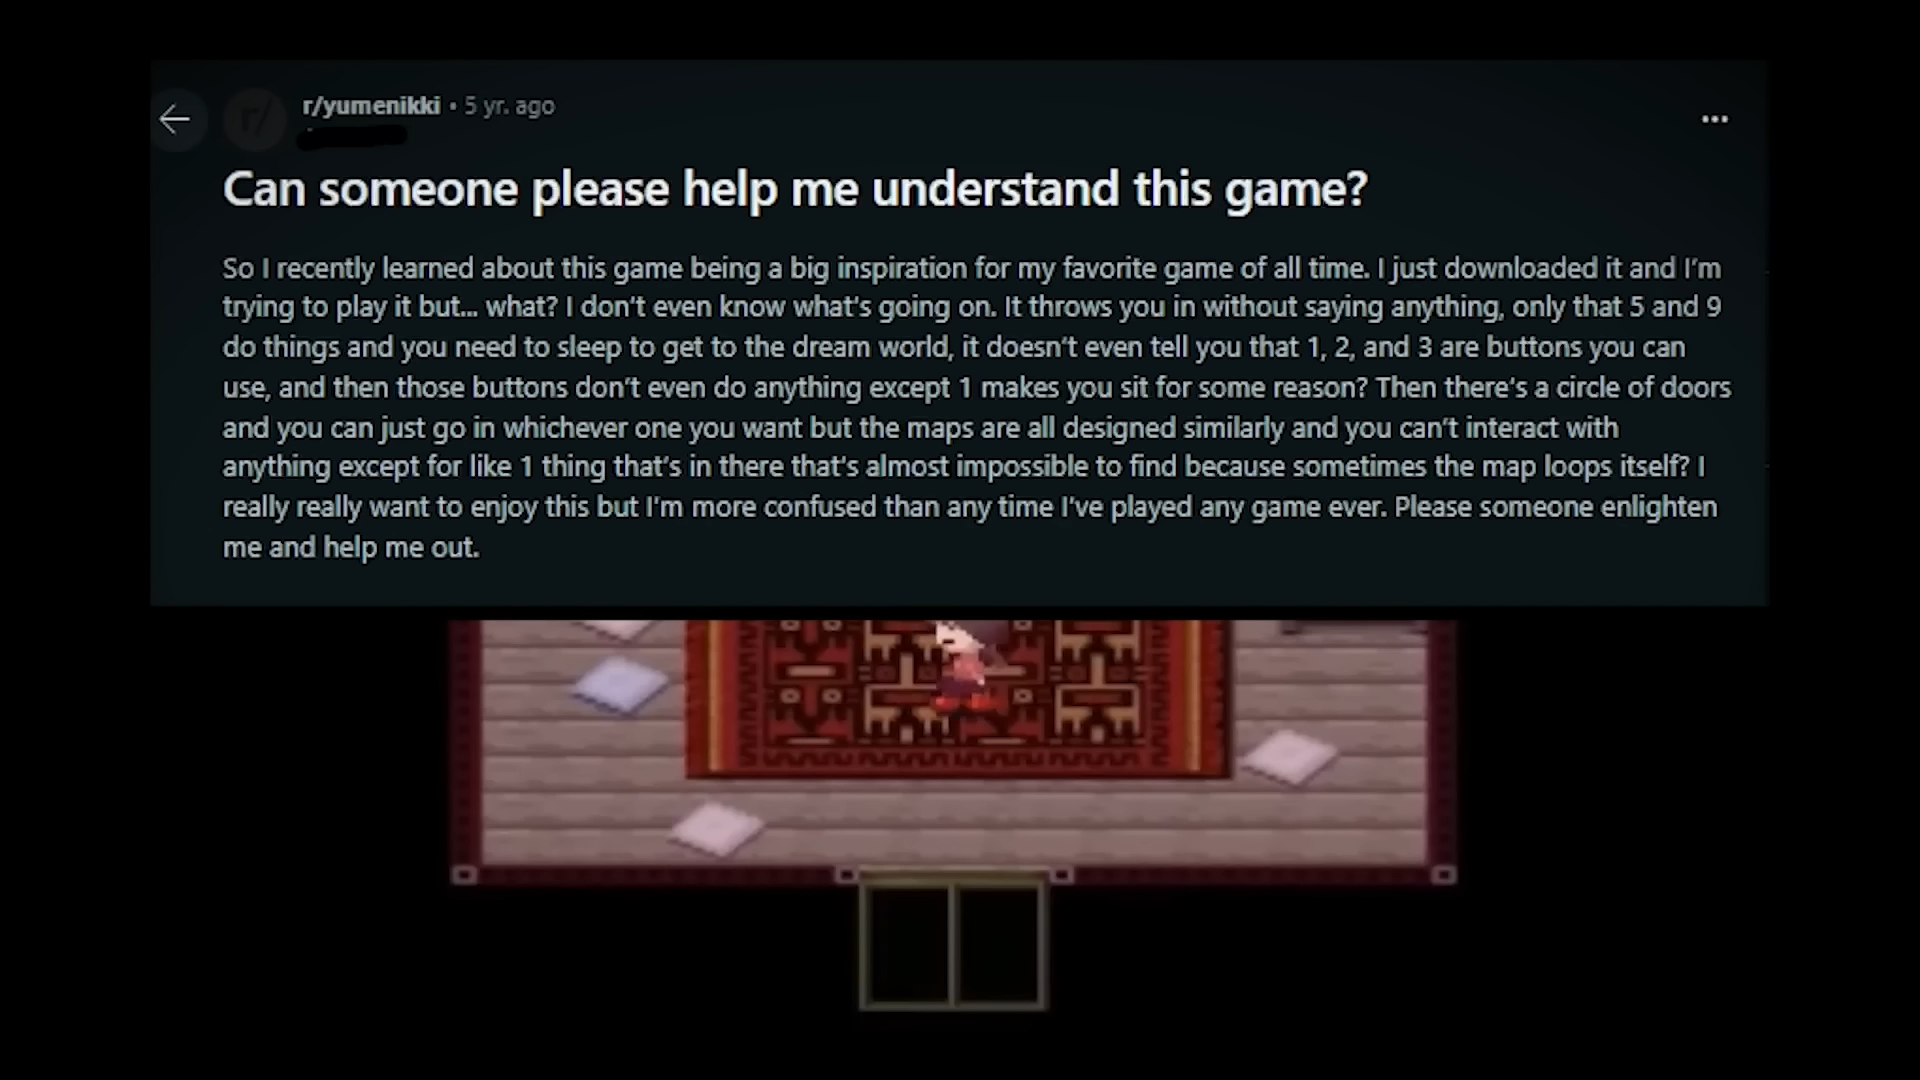 r/yumenikki • 5 yr. ago
r/
Can someone please help me understand this game?
So I recently learned about this game being a big inspiration for my favorite game of all time. I just downloaded it and I’m
trying to play it but... what? I don’t even know what’s going on. It throws you in without saying anything, only that 5 and 9
do things and you need to sleep to get to the dream world, it doesn’t even tell you that 1, 2, and 3 are buttons you can
use, and then those buttons don’t even do anything except 1 makes you sit for some reason? Then there’s a circle of doors
and you can just go in whichever one you want but the maps are all designed similarly and you can’t interact with
anything except for like 1 thing that’s in there that’s almost impossible to find because sometimes the map loops itself? I
really really want to enjoy this but I’m more confused than any time I’ve played any game ever. Please someone enlighten
me and help me out.